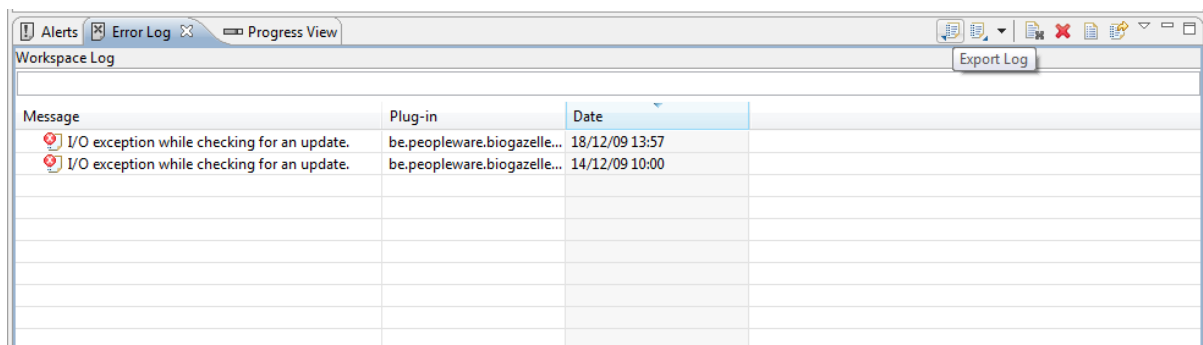 Alerts Error Log Progress View
Export Log
Workspace Log
Message Plug-in Date
I/O exception while checking for an update. be.peopleware.biogazelle... 18/12/09 13:57
I/O exception while checking for an update. be.peopleware.biogazelle... 14/12/09 10:00